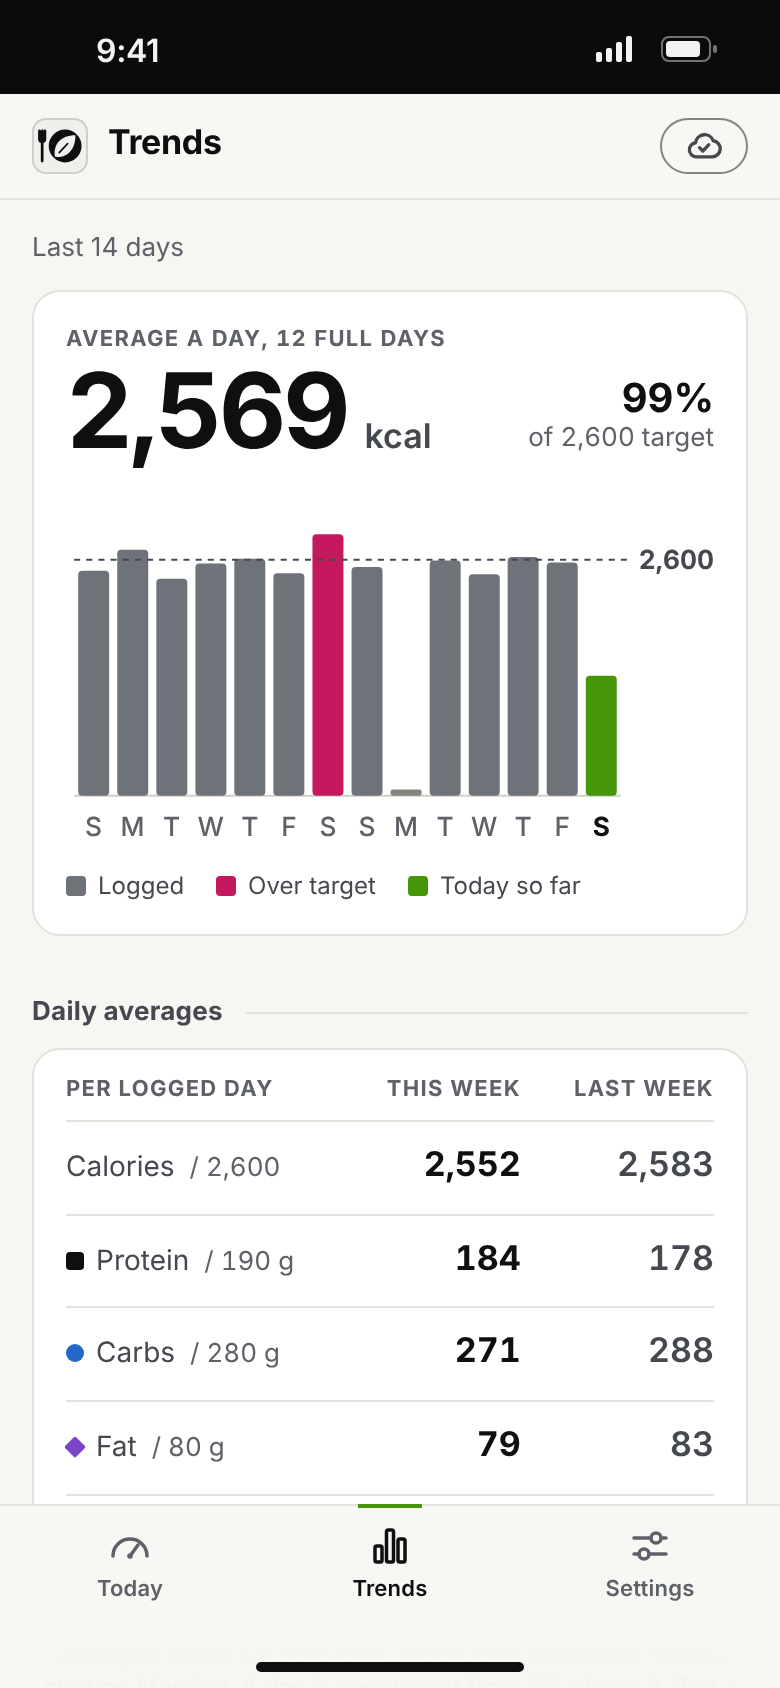 9:41
Trends
Last 14 days
AVERAGE A DAY, 12 FULL DAYS
2,569 kcal
99%
of 2,600 target
2,600
S M T W T F S S M T W T F S
Logged Over target Today so far
Daily averages
PER LOGGED DAY THIS WEEK LAST WEEK
Calories / 2,600 2,552 2,583
Protein / 190 g 184 178
Carbs / 280 g 271 288
Fat / 80 g 79 83
Today Trends Settings